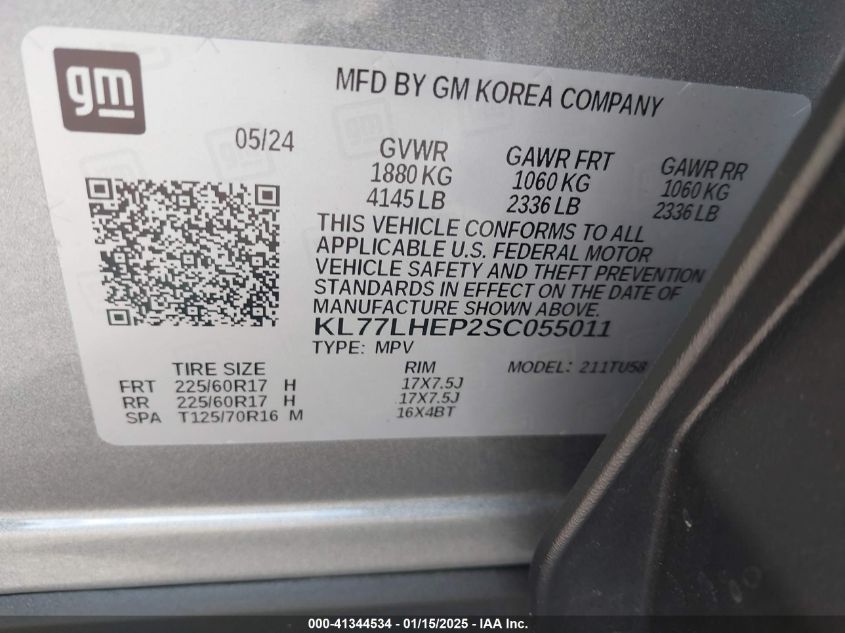 gm
MFD BY GM KOREA COMPANY
05/24
GVWR GAWR FRT GAWR RR
1880 KG 1060 KG 1060 KG
4145 LB 2336 LB 2336 LB
THIS VEHICLE CONFORMS TO ALL
APPLICABLE U.S. FEDERAL MOTOR
VEHICLE SAFETY AND THEFT PREVENTION
STANDARDS IN EFFECT ON THE DATE OF
MANUFACTURE SHOWN ABOVE.
KL77LHEP2SC055011
TYPE: MPV
TIRE SIZE RIM MODEL: 211TU58
FRT 225/60R17 H 17X7.5J
RR 225/60R17 H 17X7.5J
SPA T125/70R16 M 16X4BT
000-41344534 - 01/15/2025 - IAA Inc.